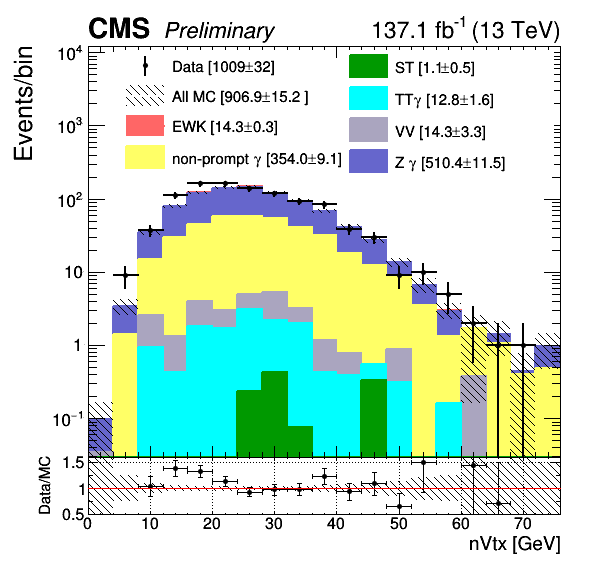 CMS Preliminary 137.1 fb⁻¹ (13 TeV)
Events/bin
10⁴
10³
10²
10
1
10⁻¹
Data [1009±32]
All MC [906.9±15.2 ]
EWK [14.3±0.3]
non-prompt γ [354.0±9.1]
ST [1.1±0.5]
TTγ [12.8±1.6]
VV [14.3±3.3]
Z γ [510.4±11.5]
Data/MC
1.5
1
0.5
0 10 20 30 40 50 60 70
nVtx [GeV]